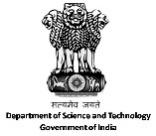 सत्यमेव जयते
Department of Science and Technology
Government of India